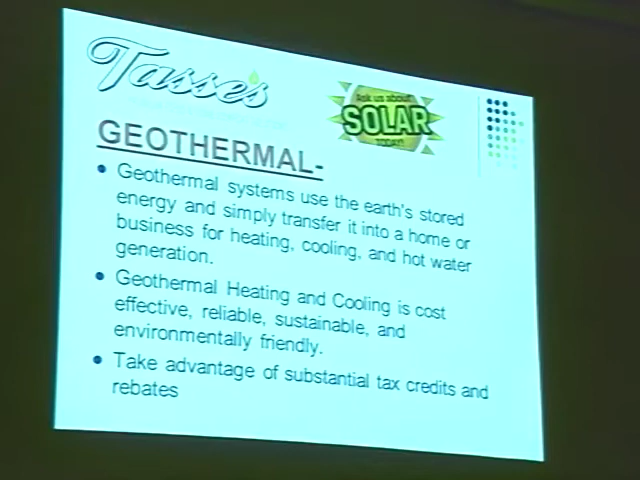 Tasse's
Ask us about
SOLAR
TODAY!
GEOTHERMAL-
• Geothermal systems use the earth's stored
energy and simply transfer it into a home or
business for heating, cooling, and hot water
generation.
• Geothermal Heating and Cooling is cost
effective, reliable, sustainable, and
environmentally friendly.
• Take advantage of substantial tax credits and
rebates